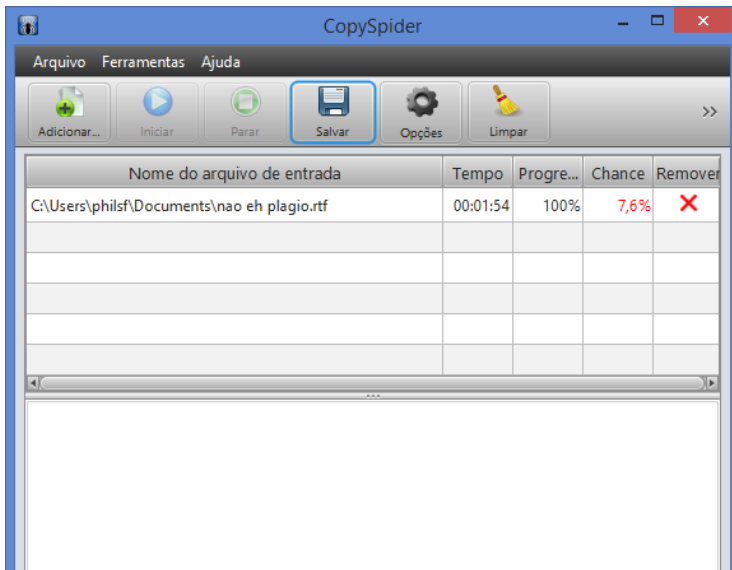 CopySpider
Arquivo Ferramentas Ajuda
Adicionar... Iniciar Parar Salvar Opções Limpar
Nome do arquivo de entrada Tempo Progre... Chance Remover
C:\Users\philsf\Documents\nao eh plagio.rtf 00:01:54 100% 7,6%